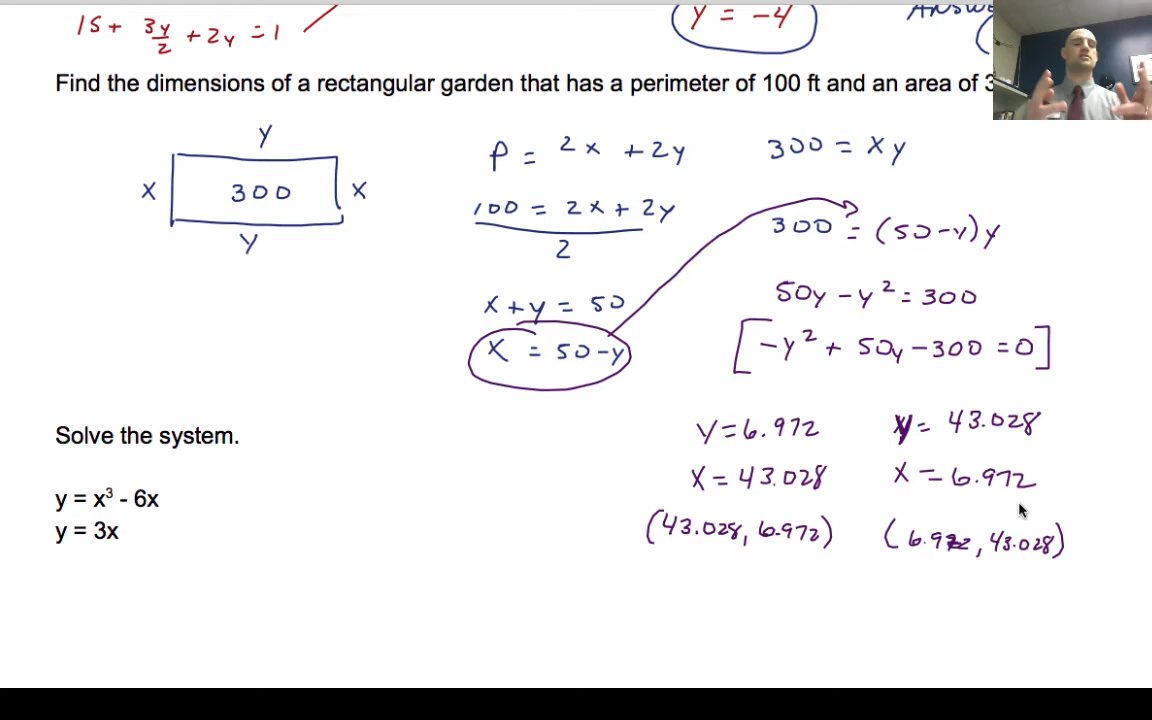 15 + 3y/2 + 2y = 1
y = -4
Find the dimensions of a rectangular garden that has a perimeter of 100 ft and an area of
y
x 300 x
y
P = 2x + 2y
100 = 2x + 2y
2
x + y = 50
x = 50 - y
300 = xy
300 = (50 - y)y
50y - y² = 300
[-y² + 50y - 300 = 0]
y = 6.972
x = 43.028
(43.028, 6.972)
y = 43.028
x = 6.972
(6.972, 43.028)
Solve the system.
y = x³ - 6x
y = 3x